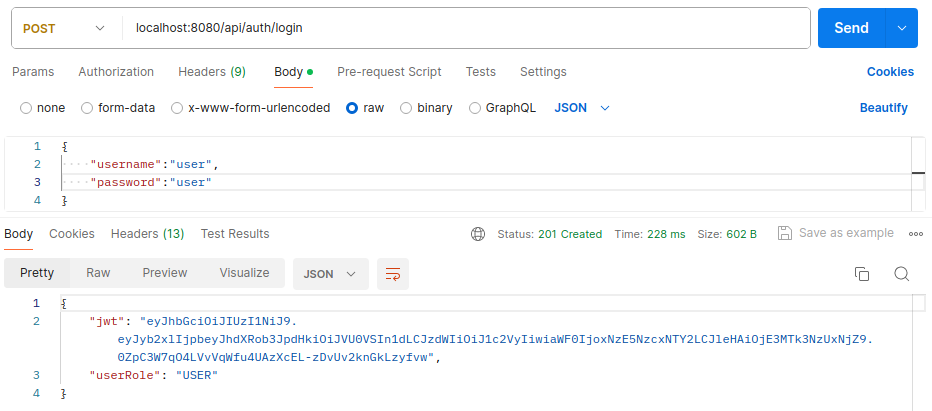 POST localhost:8080/api/auth/login Send
Params Authorization Headers (9) Body Pre-request Script Tests Settings Cookies
none form-data x-www-form-urlencoded raw binary GraphQL JSON Beautify
1 {
2 ····"username":"user",
3 ····"password":"user"
4 }
Body Cookies Headers (13) Test Results Status: 201 Created Time: 228 ms Size: 602 B Save as example
Pretty Raw Preview Visualize JSON
1 {
2 "jwt": "eyJhbGciOiJIUzI1NiJ9.
eyJyb2xlIjpbeyJhdXRob3JpdHkiOiJVU0VSIn1dLCJzdWIiOiJ1c2VyIiwiaWF0IjoxNzE5NzcxNTY2LCJleHAiOjE3MTk3NzUxNjZ9.
0ZpC3W7qO4LVvVqWfu4UAzXcEL-zDvUv2knGkLzyfvw",
3 "userRole": "USER"
4 }